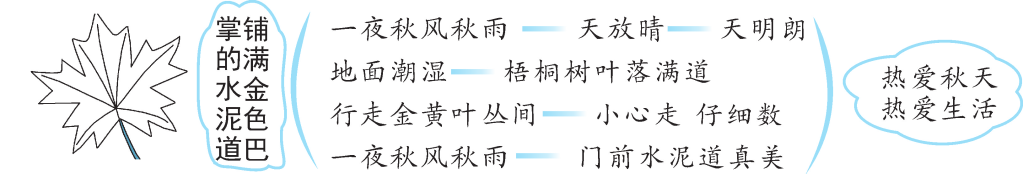 铺满金色巴
掌的水泥道
一夜秋风秋雨 —— 天放晴 —— 天明朗
地面潮湿 —— 梧桐树叶落满道
行走金黄叶丛间 —— 小心走 仔细数
一夜秋风秋雨 —— 门前水泥道真美
热爱秋天
热爱生活